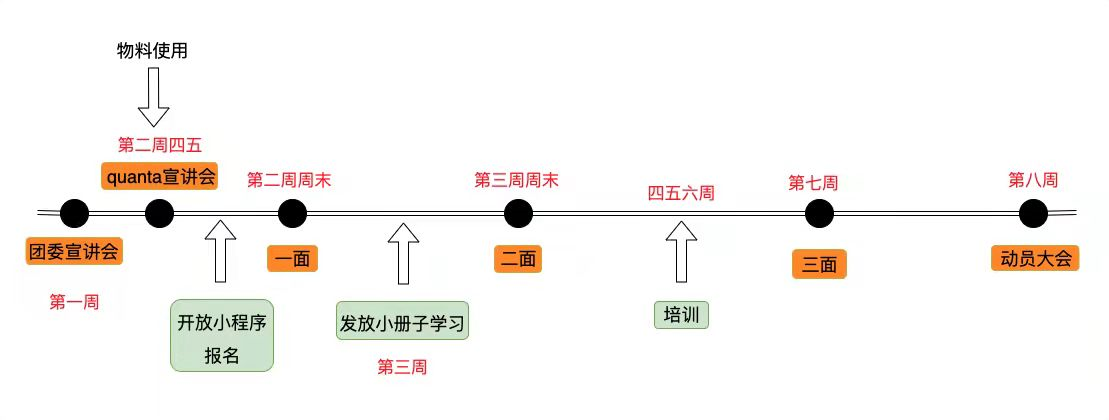 物料使用
第二周四五
quanta宣讲会
第二周周末
第三周周末
四五六周
第七周
第八周
团委宣讲会
一面
二面
三面
动员大会
第一周
开放小程序
报名
发放小册子学习
培训
第三周